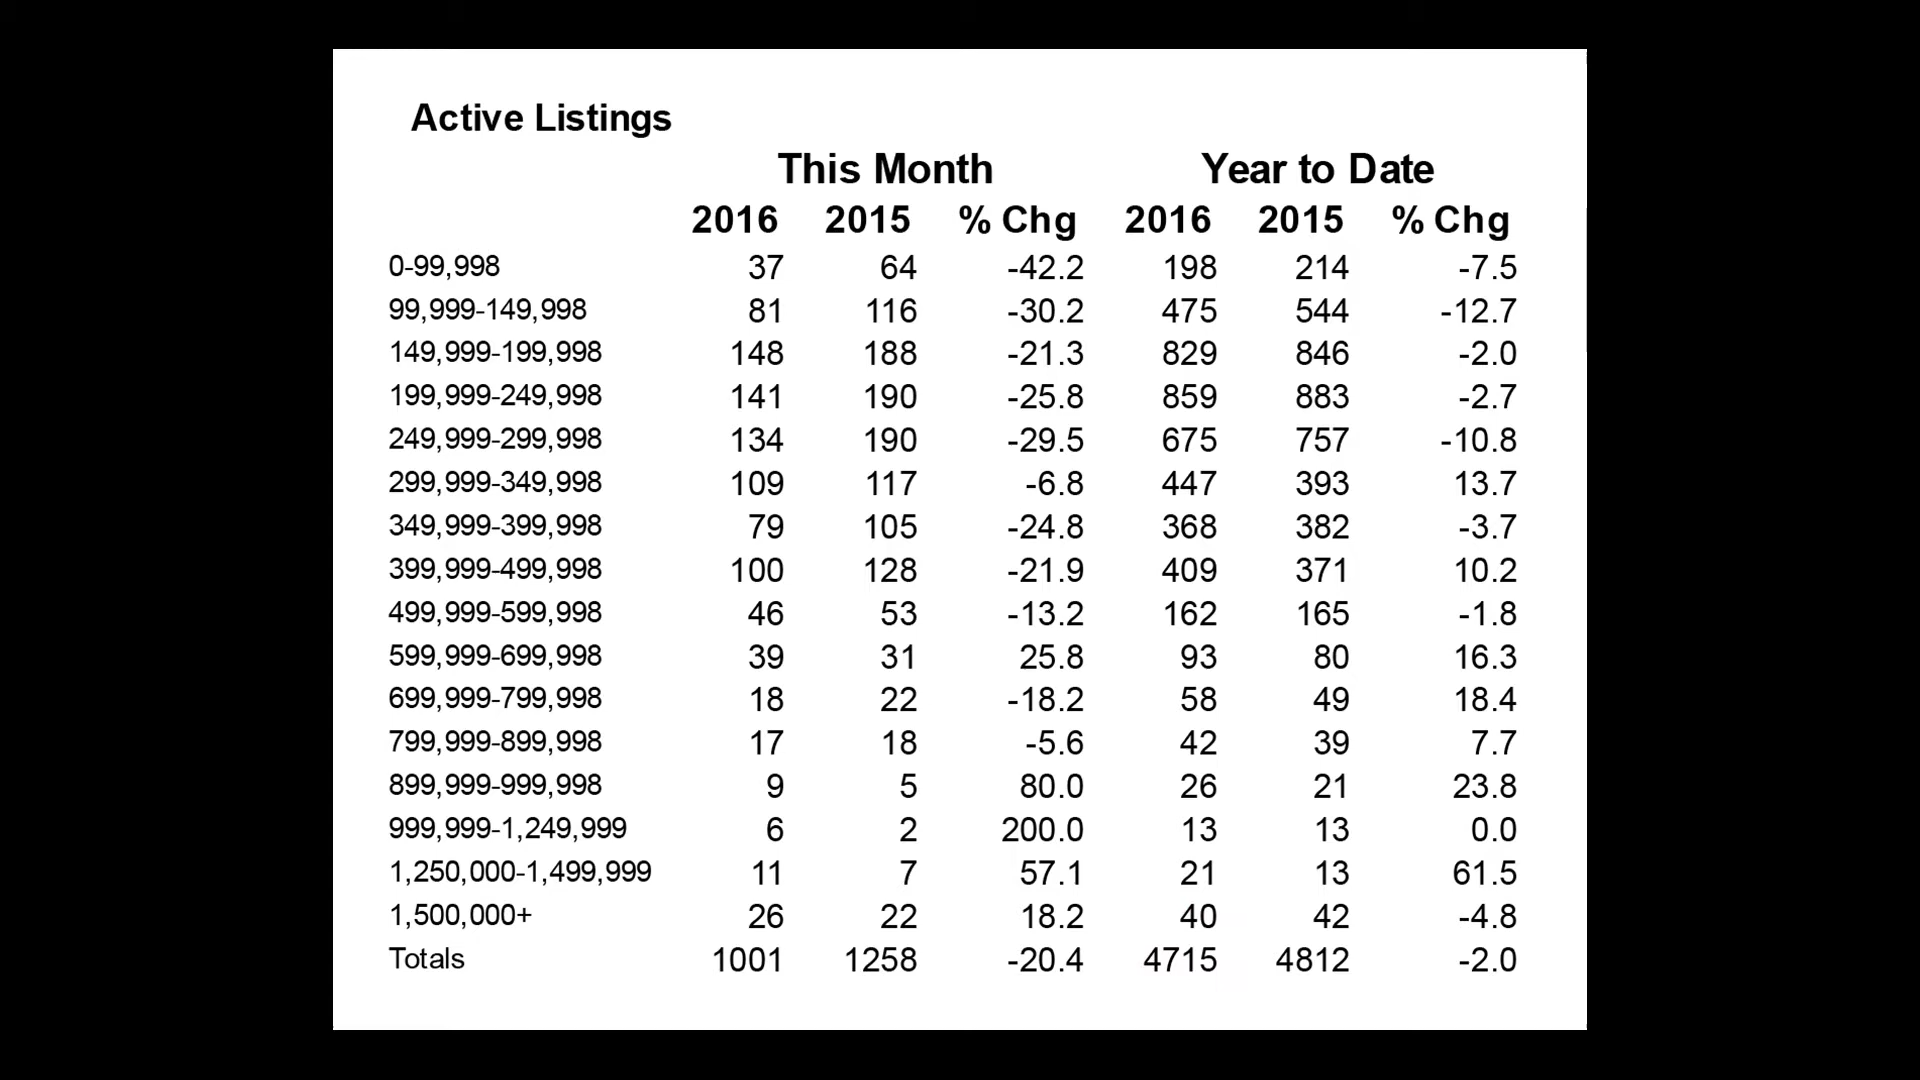 Active Listings
This Month Year to Date
2016 2015 % Chg 2016 2015 % Chg
0-99,998 37 64 -42.2 198 214 -7.5
99,999-149,998 81 116 -30.2 475 544 -12.7
149,999-199,998 148 188 -21.3 829 846 -2.0
199,999-249,998 141 190 -25.8 859 883 -2.7
249,999-299,998 134 190 -29.5 675 757 -10.8
299,999-349,998 109 117 -6.8 447 393 13.7
349,999-399,998 79 105 -24.8 368 382 -3.7
399,999-499,998 100 128 -21.9 409 371 10.2
499,999-599,998 46 53 -13.2 162 165 -1.8
599,999-699,998 39 31 25.8 93 80 16.3
699,999-799,998 18 22 -18.2 58 49 18.4
799,999-899,998 17 18 -5.6 42 39 7.7
899,999-999,998 9 5 80.0 26 21 23.8
999,999-1,249,999 6 2 200.0 13 13 0.0
1,250,000-1,499,999 11 7 57.1 21 13 61.5
1,500,000+ 26 22 18.2 40 42 -4.8
Totals 1001 1258 -20.4 4715 4812 -2.0